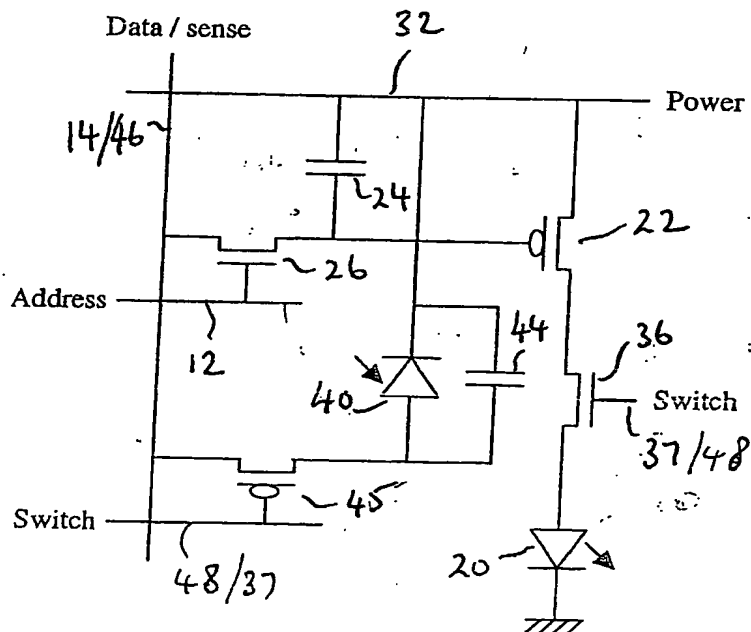 Data / sense
32
Power
14/46
24
22
26
Address
12
36
44
40
Switch
37/48
45
Switch
20
48/37